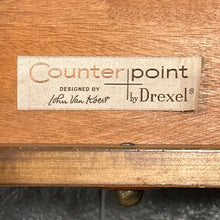 Counterpoint
DESIGNED BY
John Van Koert by Drexel®